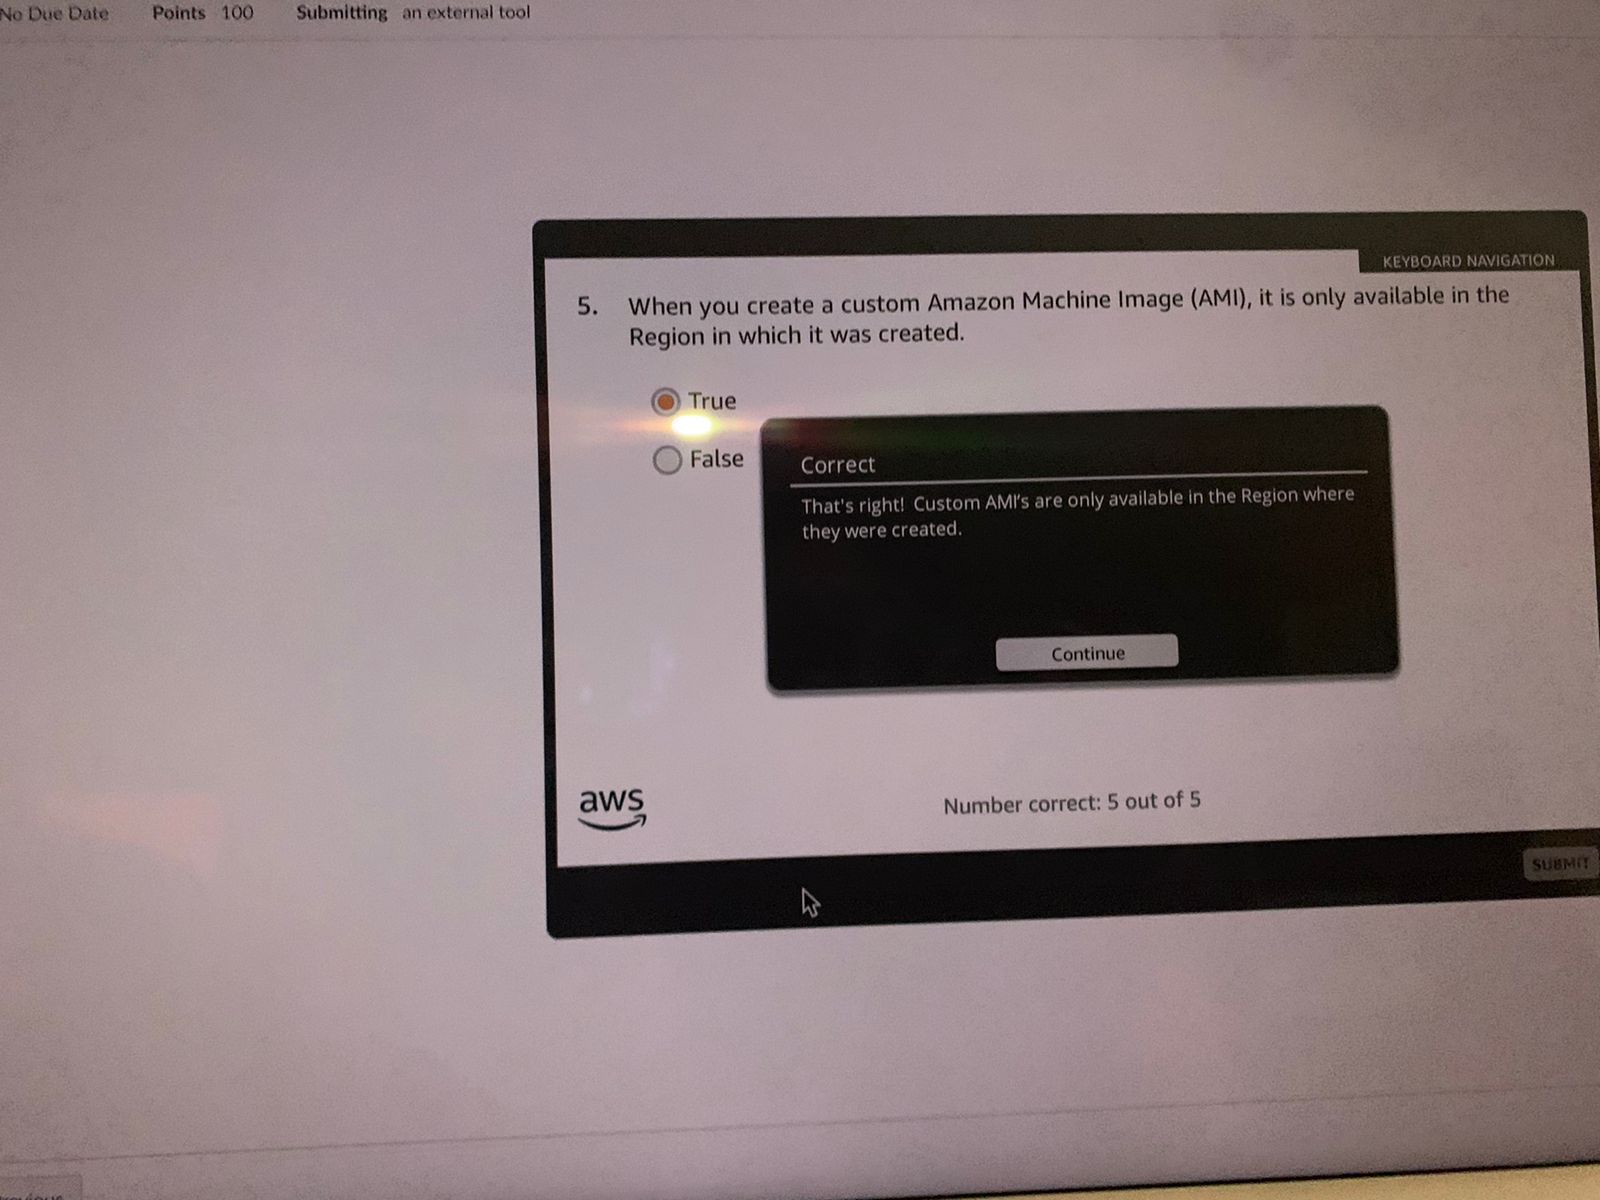 No Due Date Points 100 Submitting an external tool
KEYBOARD NAVIGATION
5. When you create a custom Amazon Machine Image (AMI), it is only available in the
Region in which it was created.
True
False
Correct
That's right! Custom AMI's are only available in the Region where
they were created.
Continue
aws
Number correct: 5 out of 5
SUBMIT